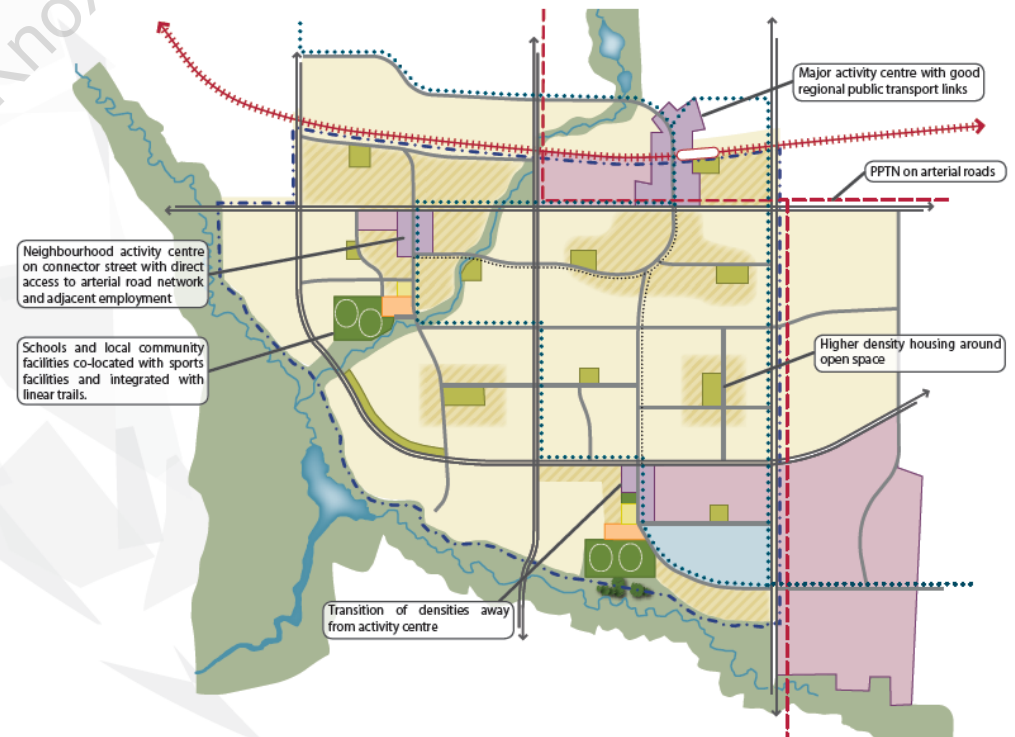 Knox
Major activity centre with good
regional public transport links
PPTN on arterial roads
Neighbourhood activity centre
on connector street with direct
access to arterial road network
and adjacent employment
Schools and local community
facilities co-located with sports
facilities and integrated with
linear trails.
Higher density housing around
open space
Transition of densities away
from activity centre